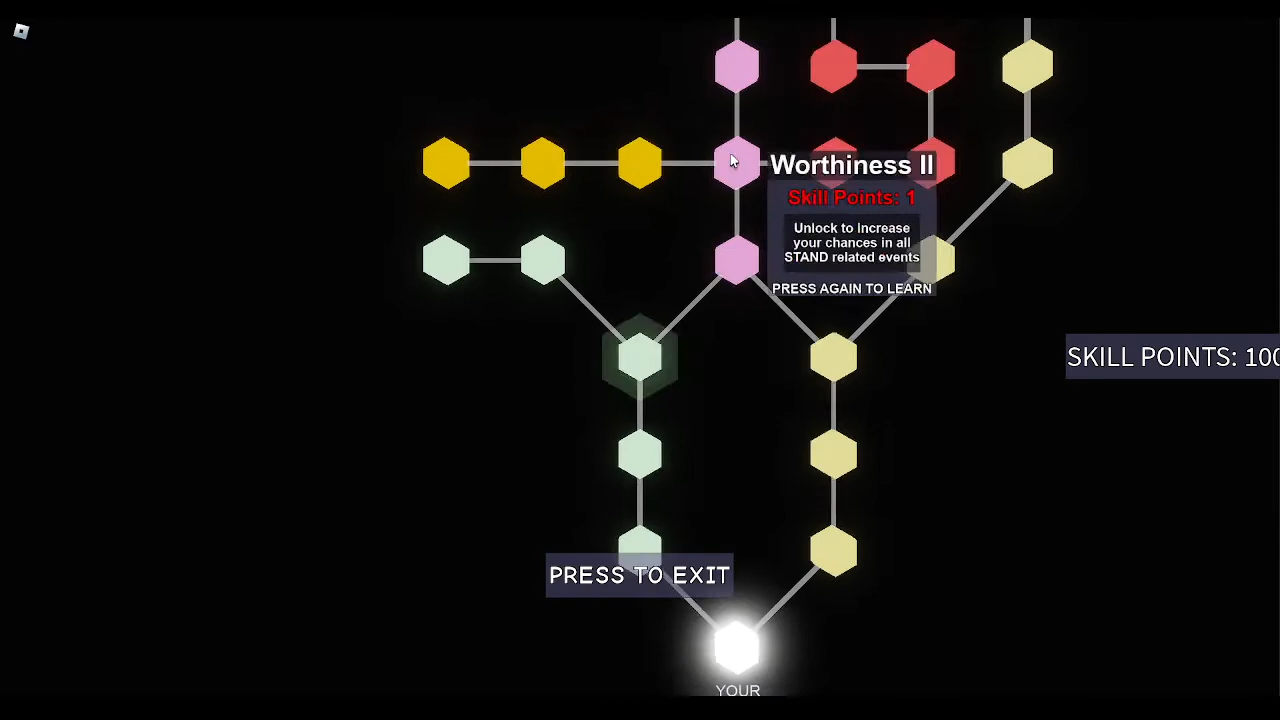 Worthiness II
Skill Points: 1
Unlock to increase
your chances in all
STAND related events
PRESS AGAIN TO LEARN
SKILL POINTS: 100
PRESS TO EXIT
YOUR